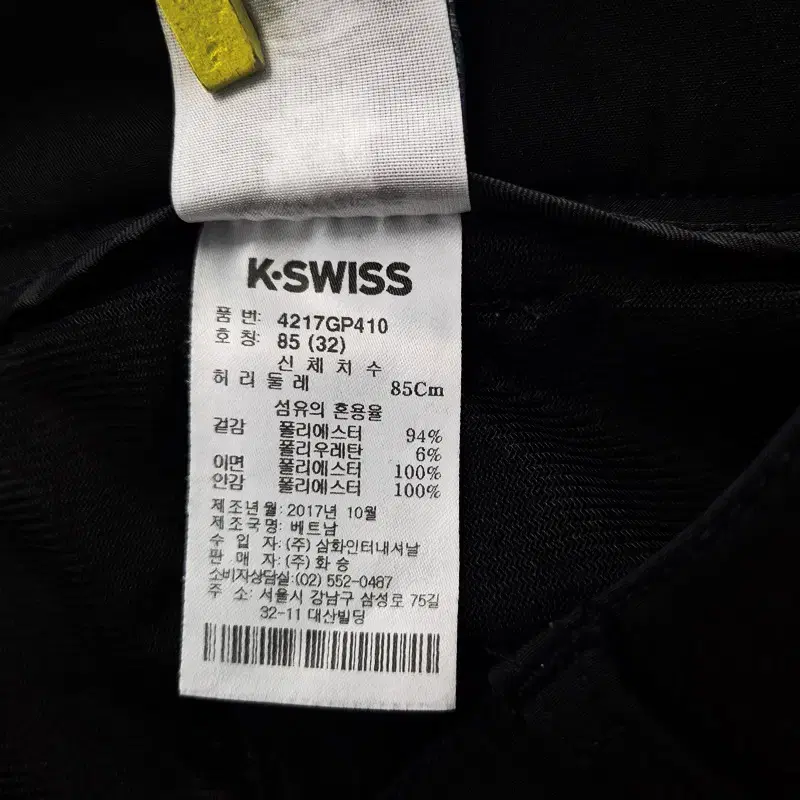 K·SWISS
품 번: 4217GP410
호 칭: 85 (32)
신 체 치 수
허 리 둘 레 85Cm
섬유의 혼용율
겉감 폴리에스터 94%
폴리우레탄 6%
이면 폴리에스터 100%
안감 폴리에스터 100%
제조년월: 2017년 10월
제조국명: 베트남
수 입 자: (주) 삼화인터내셔날
판 매 자: (주) 화 승
소비자상담실: (02) 552-0487
주 소: 서울시 강남구 삼성로 75길
32-11 대산빌딩